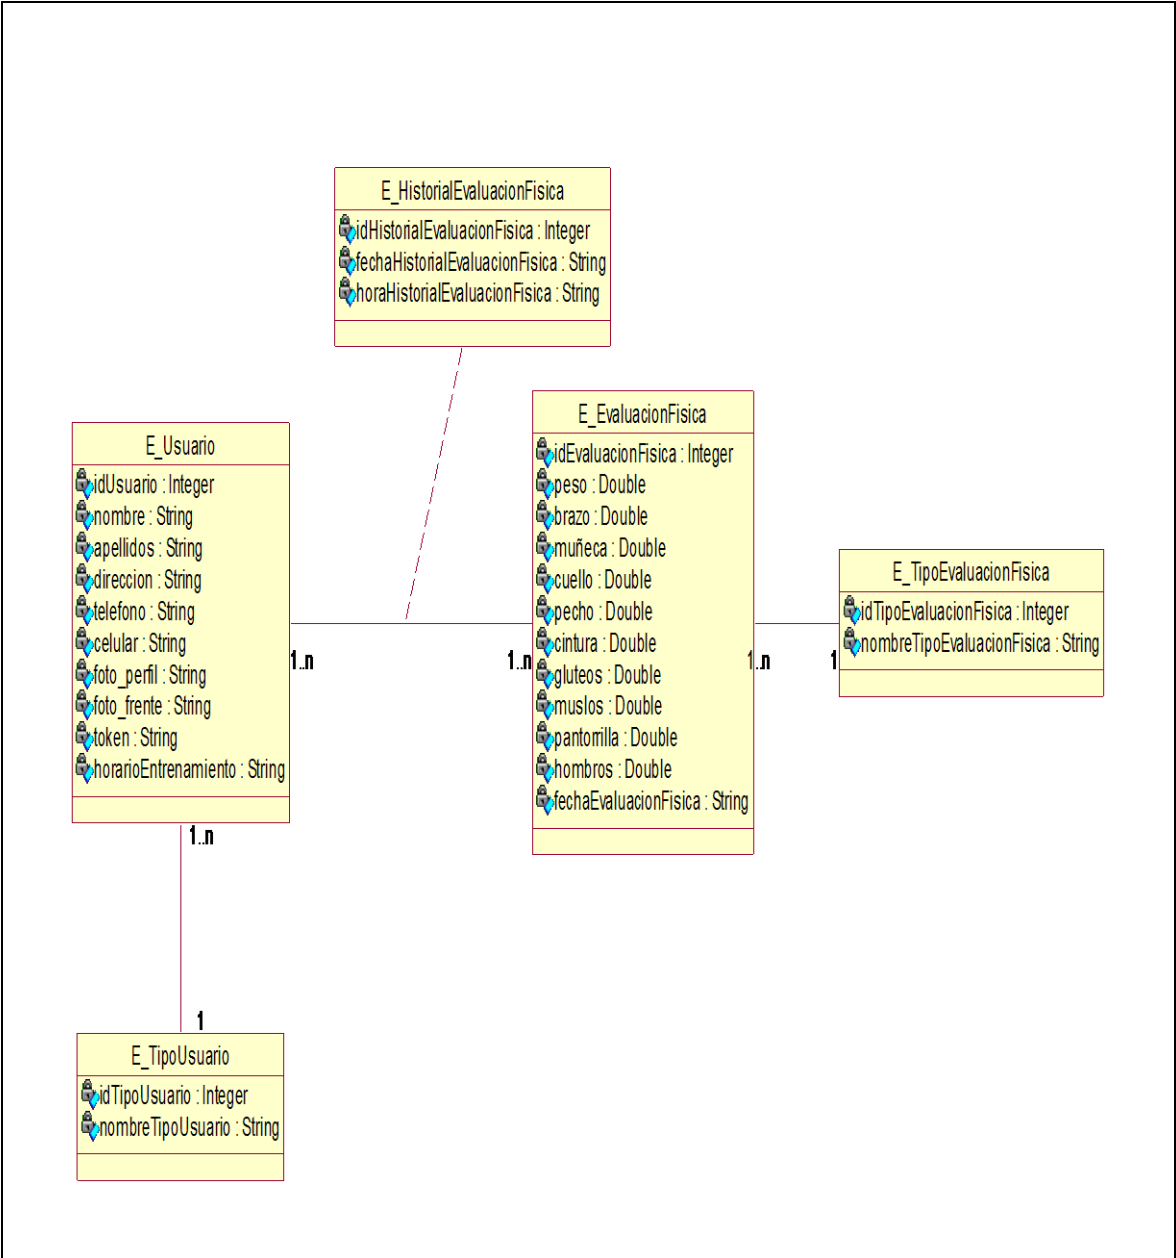 E_HistorialEvaluacionFisica
idHistorialEvaluacionFisica : Integer
fechaHistorialEvaluacionFisica : String
horaHistorialEvaluacionFisica : String
E_Usuario
idUsuario : Integer
nombre : String
apellidos : String
direccion : String
telefono : String
celular : String
foto_perfil : String
foto_frente : String
token : String
horarioEntrenamiento : String
1..n
1..n
E_EvaluacionFisica
idEvaluacionFisica : Integer
peso : Double
brazo : Double
muñeca : Double
cuello : Double
pecho : Double
cintura : Double
gluteos : Double
muslos : Double
pantorrilla : Double
hombros : Double
fechaEvaluacionFisica : String
1..n
1
E_TipoEvaluacionFisica
idTipoEvaluacionFisica : Integer
nombreTipoEvaluacionFisica : String
1..n
1
E_TipoUsuario
idTipoUsuario : Integer
nombreTipoUsuario : String